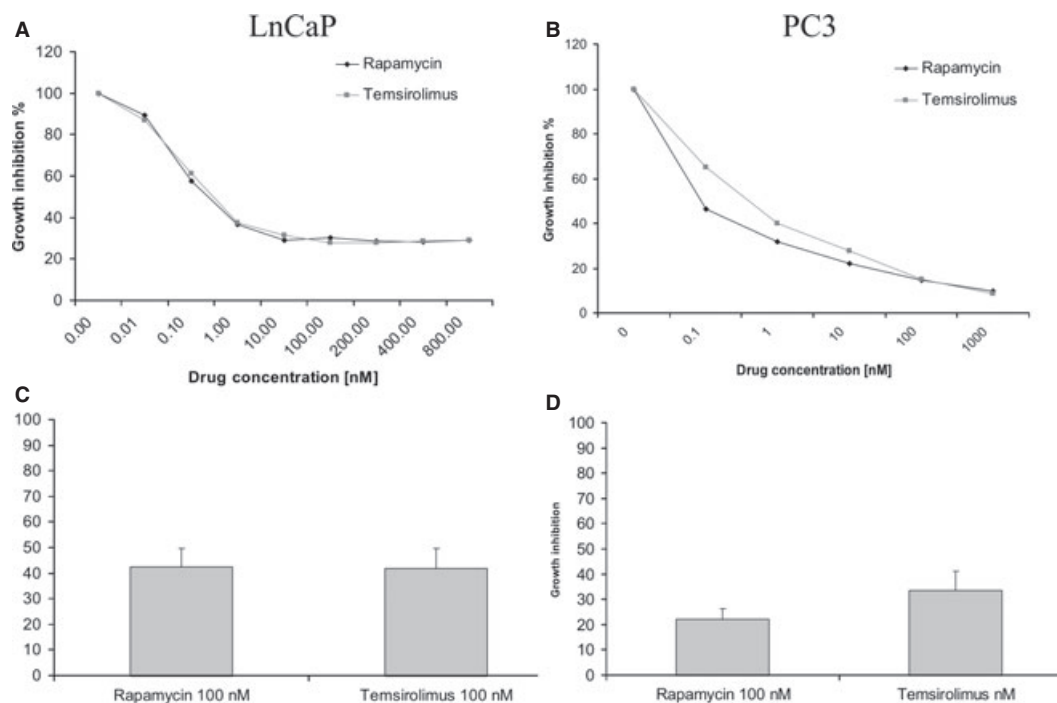 A
LnCaP
Rapamycin
Temsirolimus
Growth inhibition %
120
100
80
60
40
20
0
0.00
0.01
0.10
1.00
10.00
100.00
200.00
400.00
800.00
Drug concentration [nM]
B
PC3
Rapamycin
Temsirolimus
Growth inhibition %
120
100
80
60
40
20
0
0
0.1
1
10
100
1000
Drug concentration [nM]
C
100
90
80
70
60
50
40
30
20
10
0
Rapamycin 100 nM
Temsirolimus 100 nM
D
Growth inhibition
100
90
80
70
60
50
40
30
20
10
0
Rapamycin 100 nM
Temsirolimus nM